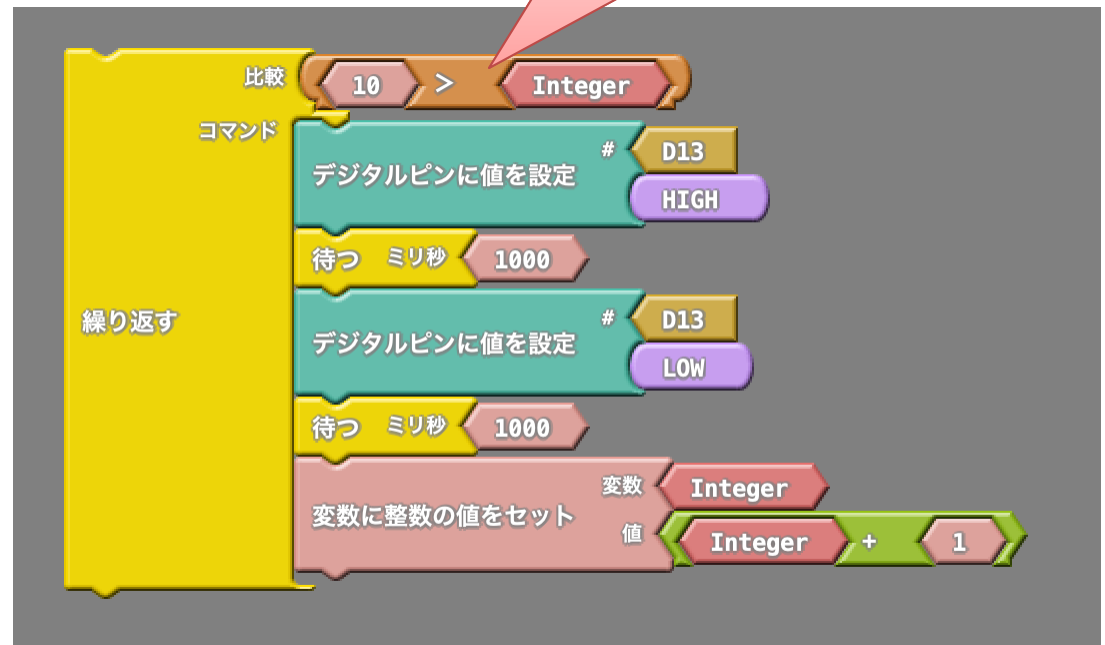 比較 10 > Integer
コマンド
デジタルピンに値を設定 # D13
HIGH
待つ ミリ秒 1000
繰り返す
デジタルピンに値を設定 # D13
LOW
待つ ミリ秒 1000
変数に整数の値をセット 変数 Integer
値 Integer + 1